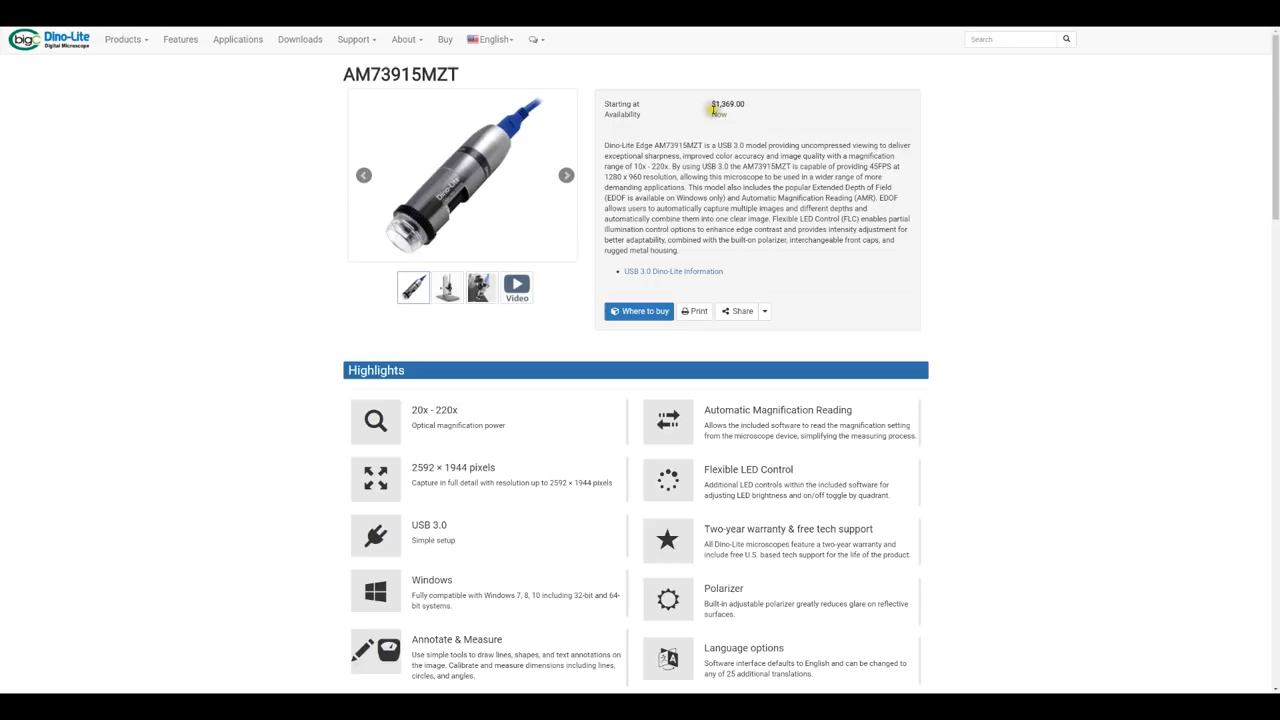 bigC Dino-Lite Digital Microscope
Products Features Applications Downloads Support About Buy English Search
AM73915MZT
Starting at $1,369.00
Availability Now
Dino-Lite Edge AM73915MZT is a USB 3.0 model providing uncompressed viewing to deliver
exceptional sharpness, improved color accuracy and image quality with a magnification
range of 10x - 220x. By using USB 3.0 the AM73915MZT is capable of providing 45FPS at
1280 x 960 resolution, allowing this microscope to be used in a wider range of more
demanding applications. This model also includes the popular Extended Depth of Field
(EDOF is available on Windows only) and Automatic Magnification Reading (AMR). EDOF
allows users to automatically capture multiple images and different depths and
automatically combine them into one clear image. Flexible LED Control (FLC) enables partial
illumination control options to enhance edge contrast and provides intensity adjustment for
better adaptability, combined with the built-on polarizer, interchangeable front caps, and
rugged metal housing.
USB 3.0 Dino-Lite Information
Where to buy Print Share
Dino-Lite
Video
Highlights
20x - 220x
Optical magnification power
2592 × 1944 pixels
Capture in full detail with resolution up to 2592 × 1944 pixels
USB 3.0
Simple setup
Windows
Fully compatible with Windows 7, 8, 10 including 32-bit and 64-
bit systems.
Annotate & Measure
Use simple tools to draw lines, shapes, and text annotations on
the image. Calibrate and measure dimensions including lines,
circles, and angles.
Automatic Magnification Reading
Allows the included software to read the magnification setting
from the microscope device, simplifying the measuring process.
Flexible LED Control
Additional LED controls within the included software for
adjusting LED brightness and on/off toggle by quadrant.
Two-year warranty & free tech support
All Dino-Lite microscopes feature a two-year warranty and
include free U.S. based tech support for the life of the product.
Polarizer
Built-in adjustable polarizer greatly reduces glare on reflective
surfaces.
Language options
Software interface defaults to English and can be changed to
any of 25 additional translations.